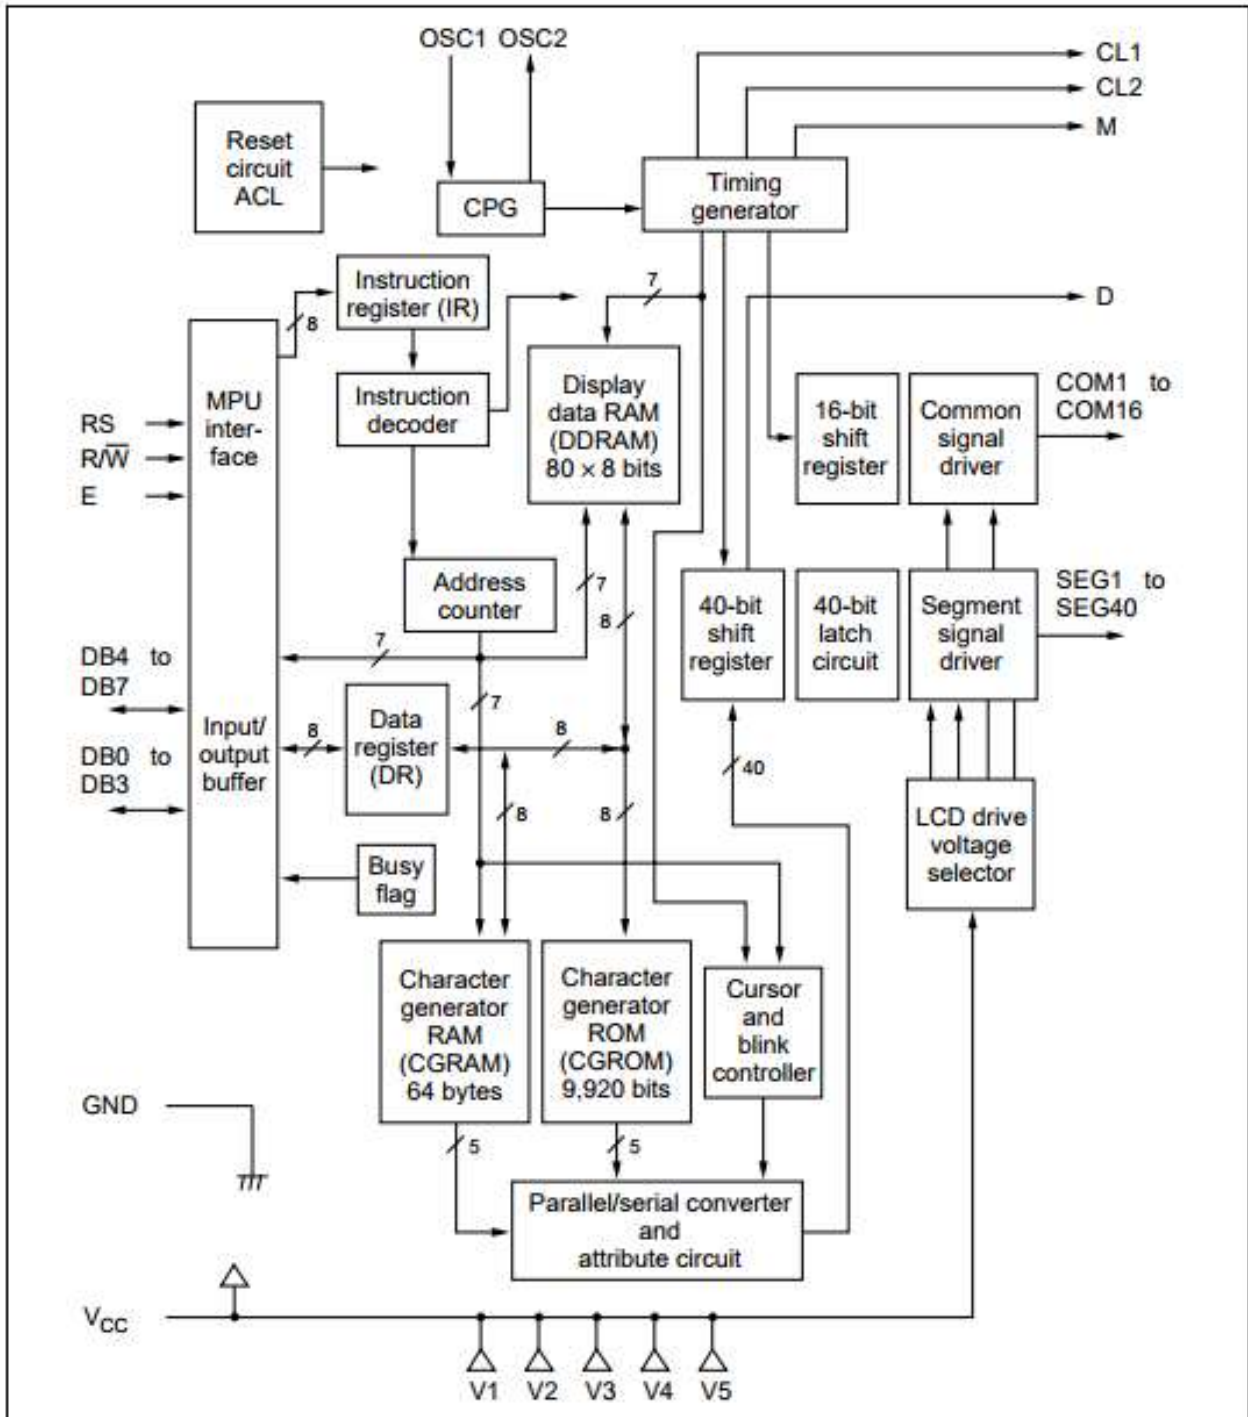 OSC1 OSC2
CL1
CL2
M
Reset
circuit
ACL
CPG
Timing
generator
Instruction
register (IR)
7
D
8
MPU
inter-
face
Instruction
decoder
Display
data RAM
(DDRAM)
80 × 8 bits
16-bit
shift
register
Common
signal
driver
COM1 to
COM16
RS
R/W̅
E
Address
counter
7
8
40-bit
shift
register
40-bit
latch
circuit
Segment
signal
driver
SEG1 to
SEG40
DB4 to
DB7
7
7
Input/
output
buffer
8
Data
register
(DR)
8
DB0 to
DB3
8
8
40
LCD drive
voltage
selector
Busy
flag
Character
generator
RAM
(CGRAM)
64 bytes
Character
generator
ROM
(CGROM)
9,920 bits
Cursor
and
blink
controller
GND
5
5
Parallel/serial converter
and
attribute circuit
VCC
V1 V2 V3 V4 V5